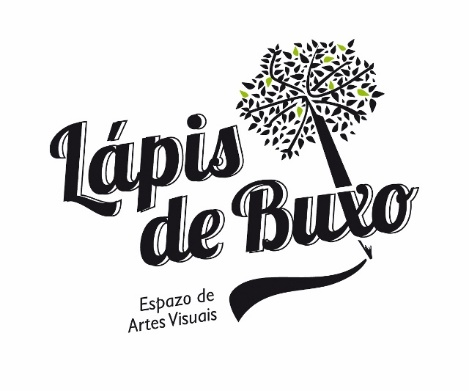 Lápis
de Buxo
Espazo de
Artes Visuais